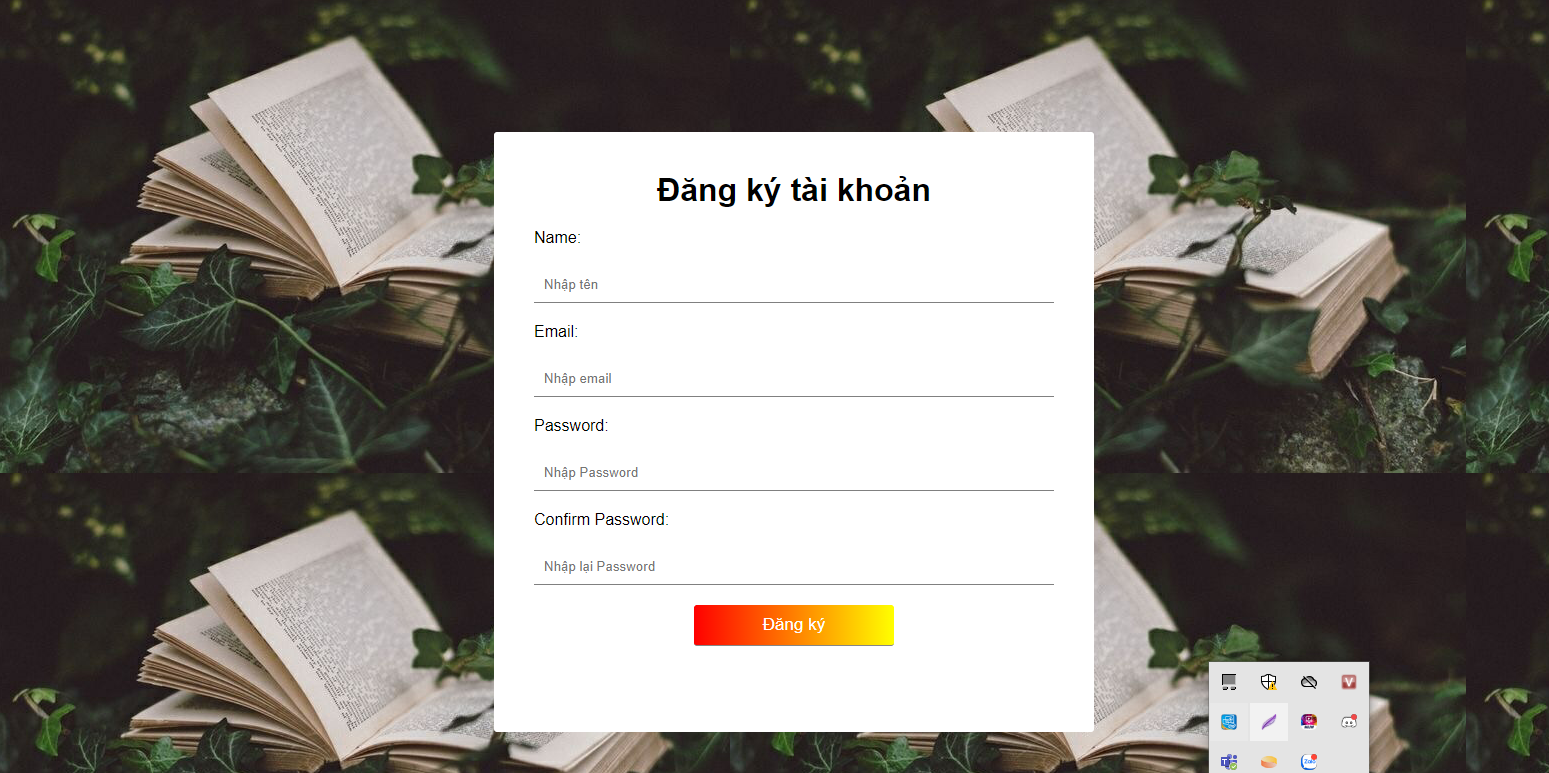 Đăng ký tài khoản
Name:
Nhập tên
Email:
Nhập email
Password:
Nhập Password
Confirm Password:
Nhập lại Password
Đăng ký
V
Zalo